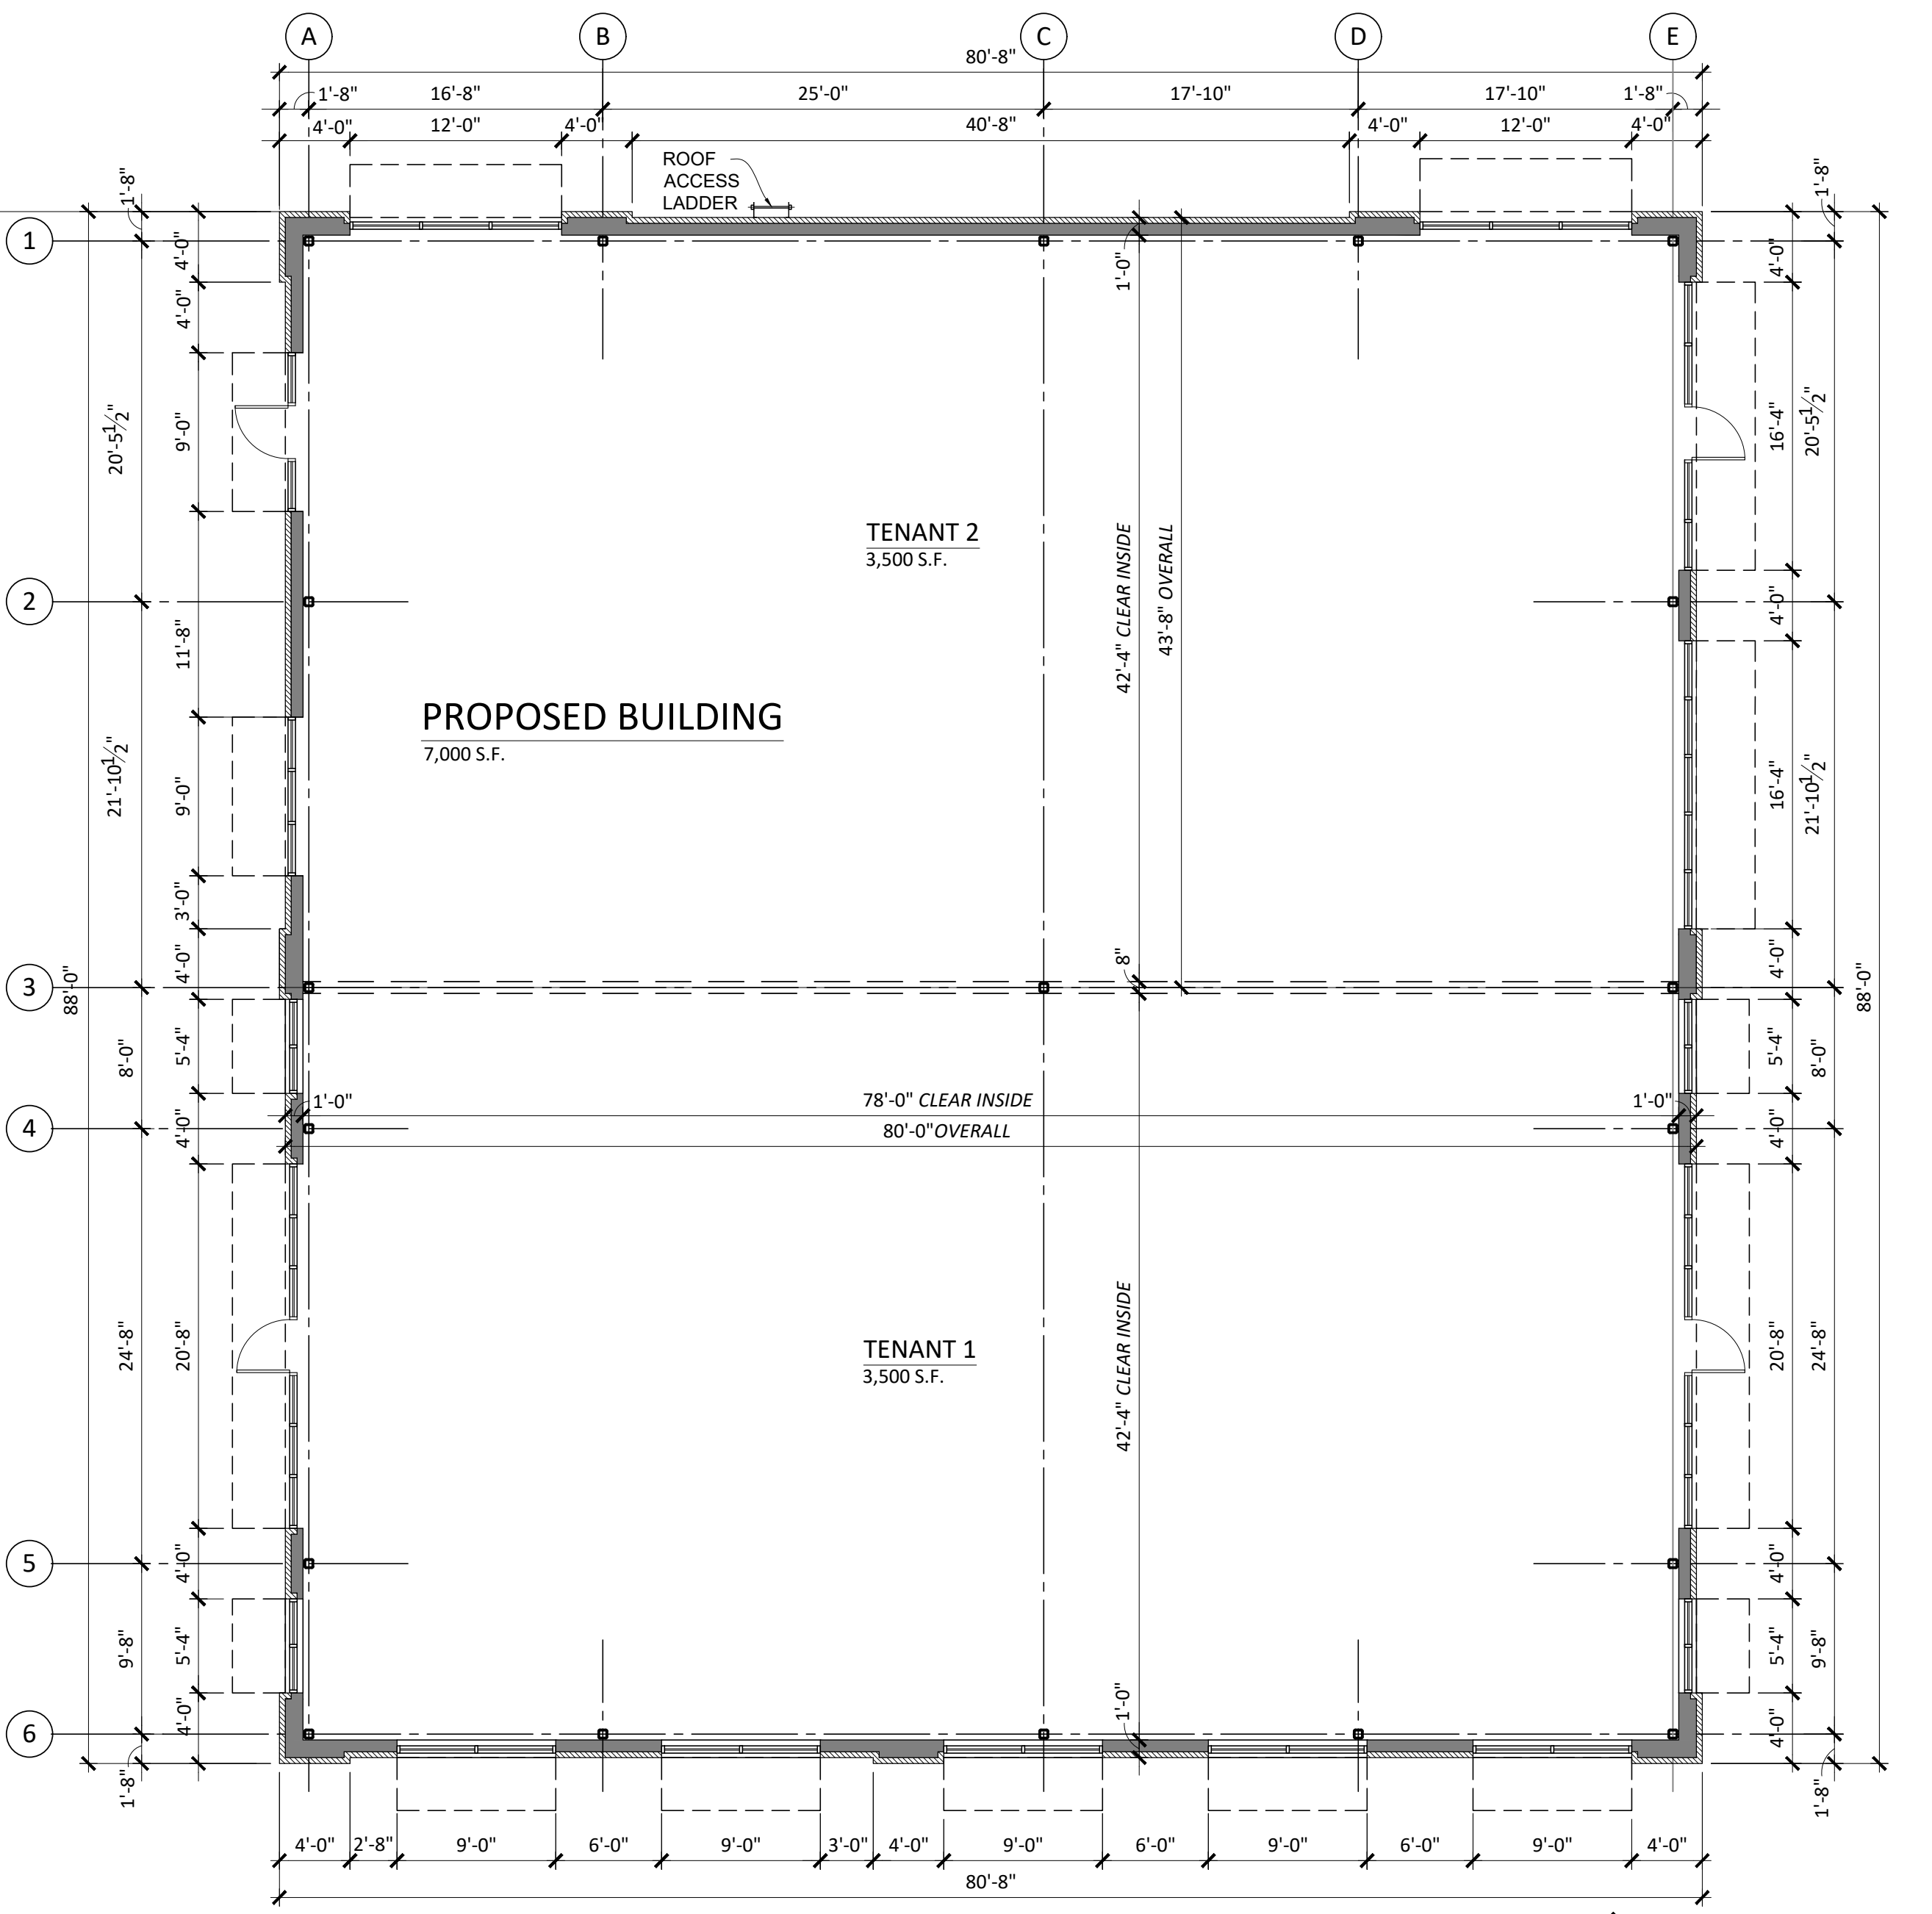 A B C D E
80'-8"
1'-8" 16'-8" 25'-0" 17'-10" 17'-10" 1'-8"
4'-0" 12'-0" 4'-0" 40'-8" 4'-0" 12'-0" 4'-0"
ROOF
ACCESS
LADDER
1'-8"
1'-8"
1
4'-0"
1'-0"
4'-0"
4'-0"
20'-5 1/2"
9'-0"
16'-4"
20'-5 1/2"
TENANT 2
3,500 S.F.
42'-4" CLEAR INSIDE
43'-8" OVERALL
2
4'-0"
11'-8"
PROPOSED BUILDING
7,000 S.F.
21'-10 1/2"
9'-0"
16'-4"
21'-10 1/2"
3'-0"
4'-0"
8"
4'-0"
3
88'-0"
88'-0"
8'-0"
5'-4"
5'-4"
8'-0"
1'-0" 78'-0" CLEAR INSIDE 1'-0"
4
4'-0"
80'-0"OVERALL
4'-0"
24'-8"
20'-8"
TENANT 1
3,500 S.F.
42'-4" CLEAR INSIDE
20'-8"
24'-8"
5
4'-0"
4'-0"
9'-8"
5'-4"
5'-4"
9'-8"
6
4'-0"
1'-0"
4'-0"
1'-8"
1'-8"
4'-0" 2'-8" 9'-0" 6'-0" 9'-0" 3'-0" 4'-0" 9'-0" 6'-0" 9'-0" 6'-0" 9'-0" 4'-0"
80'-8"